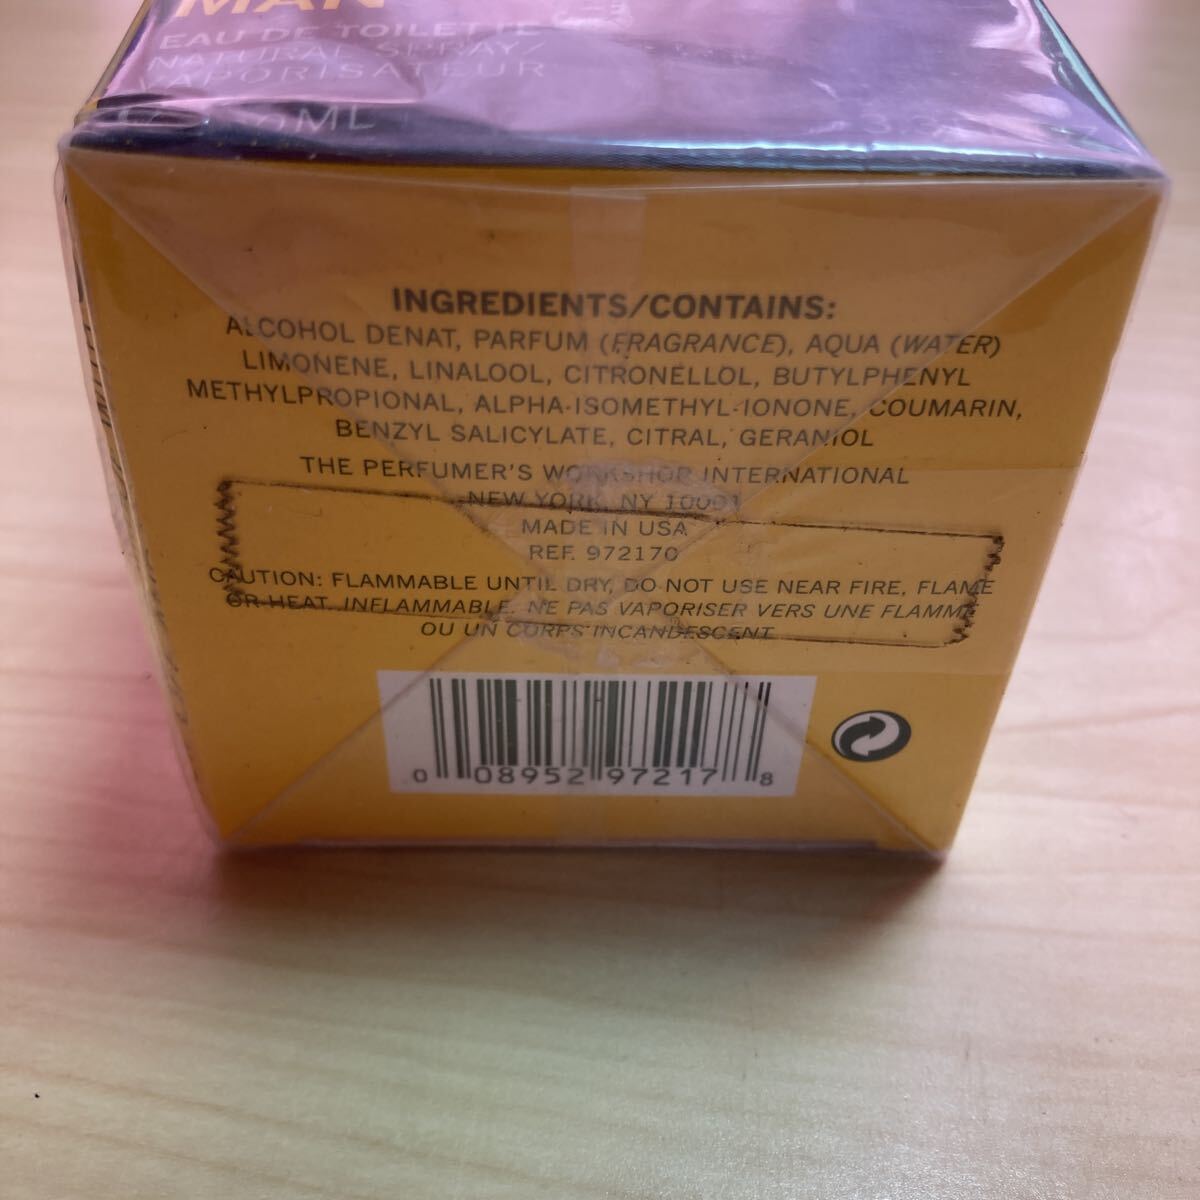 MAN
EAU DE TOILETTE
NATURAL SPRAY/
VAPORISATEUR
ML
INGREDIENTS/CONTAINS:
ALCOHOL DENAT, PARFUM (FRAGRANCE), AQUA (WATER)
LIMONENE, LINALOOL, CITRONELLOL, BUTYLPHENYL
METHYLPROPIONAL, ALPHA-ISOMETHYL-IONONE, COUMARIN,
BENZYL SALICYLATE, CITRAL, GERANIOL
THE PERFUMER'S WORKSHOP INTERNATIONAL
NEW YORK, NY 10001
MADE IN USA
REF. 972170
CAUTION: FLAMMABLE UNTIL DRY, DO NOT USE NEAR FIRE, FLAME
OR HEAT. INFLAMMABLE. NE PAS VAPORISER VERS UNE FLAMME
OU UN CORPS INCANDESCENT
0 08952 97217 8